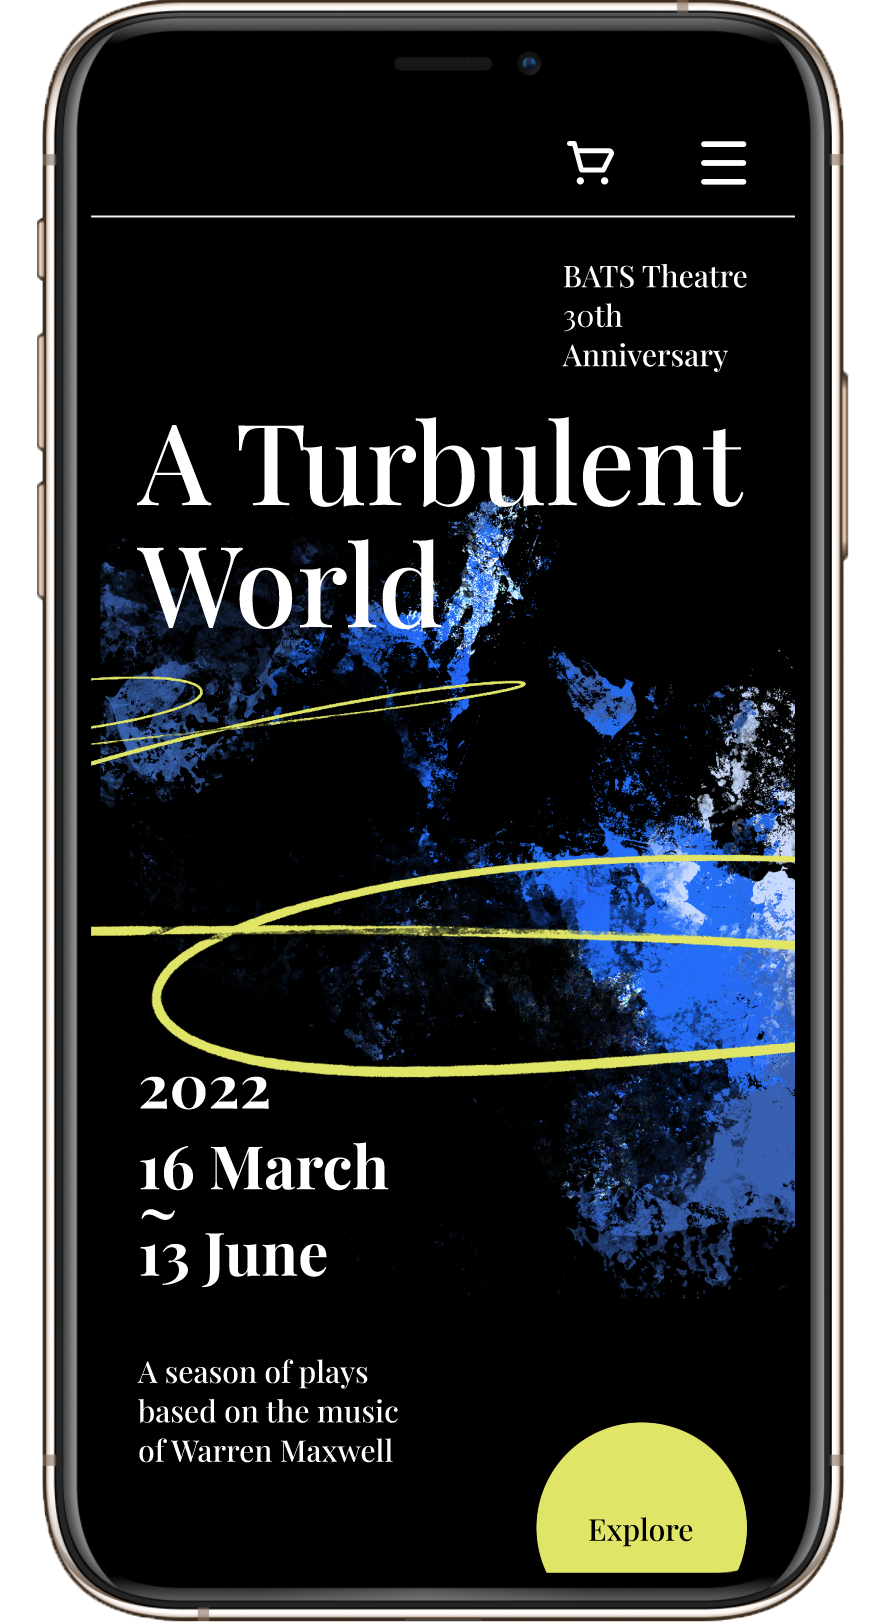 BATS Theatre
30th
Anniversary
A Turbulent
World
2022
16 March
~
13 June
A season of plays
based on the music
of Warren Maxwell
Explore